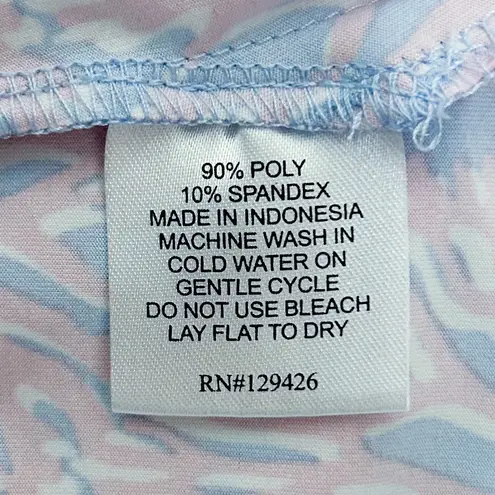 90% POLY
10% SPANDEX
MADE IN INDONESIA
MACHINE WASH IN
COLD WATER ON
GENTLE CYCLE
DO NOT USE BLEACH
LAY FLAT TO DRY
RN#129426